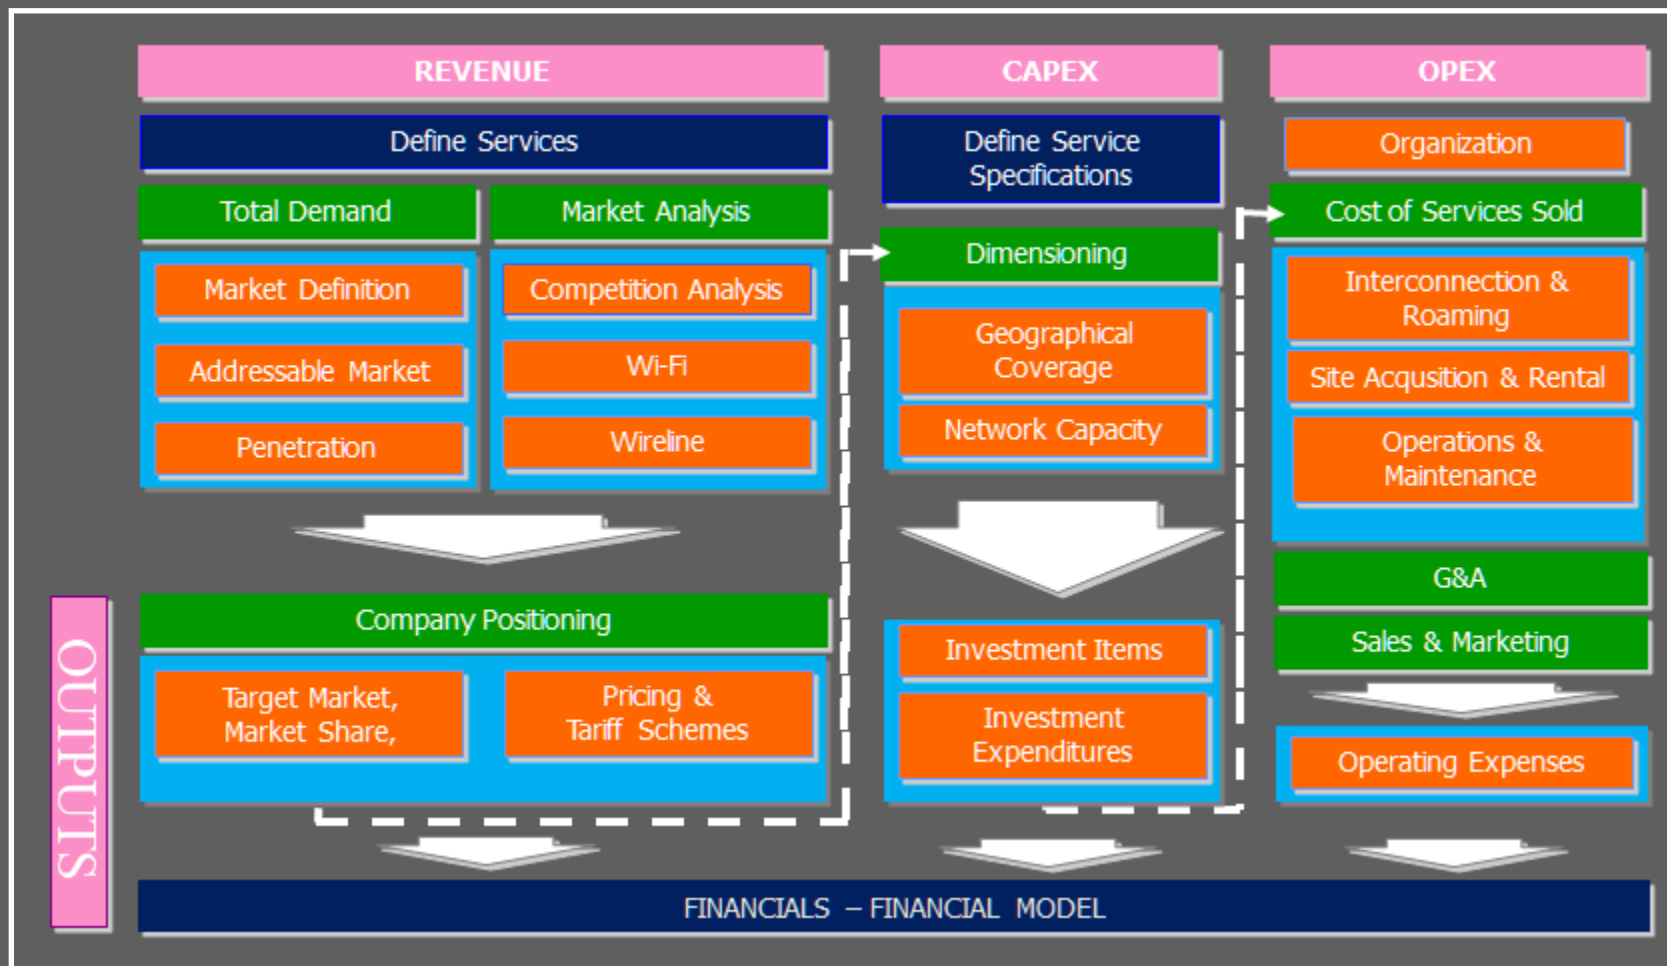 REVENUE
Define Services
Total Demand
Market Analysis
Market Definition
Addressable Market
Penetration
Competition Analysis
Wi-Fi
Wireline
Company Positioning
Target Market,
Market Share,
Pricing &
Tariff Schemes
CAPEX
Define Service
Specifications
Dimensioning
Geographical
Coverage
Network Capacity
Investment Items
Investment
Expenditures
OPEX
Organization
Cost of Services Sold
Interconnection &
Roaming
Site Acqusition & Rental
Operations &
Maintenance
G&A
Sales & Marketing
Operating Expenses
OUTPUTS
FINANCIALS – FINANCIAL MODEL